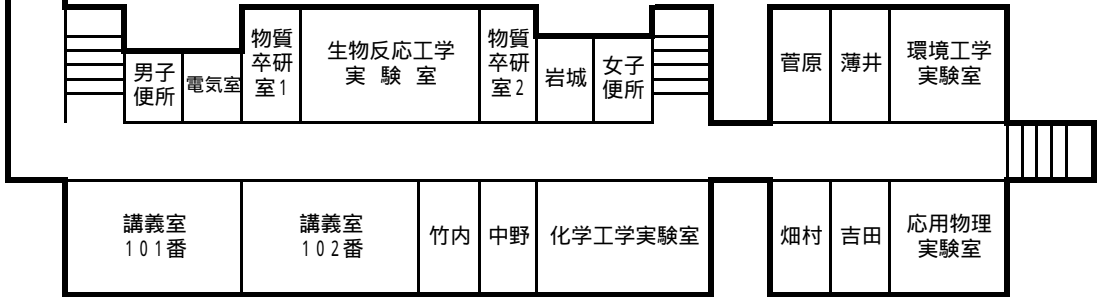 男子
便所
電気室
物質
卒研
室1
生物反応工学
実験室
物質
卒研
室2
岩城
女子
便所
菅原
薄井
環境工学
実験室
講義室
101番
講義室
102番
竹内
中野
化学工学実験室
畑村
吉田
応用物理
実験室